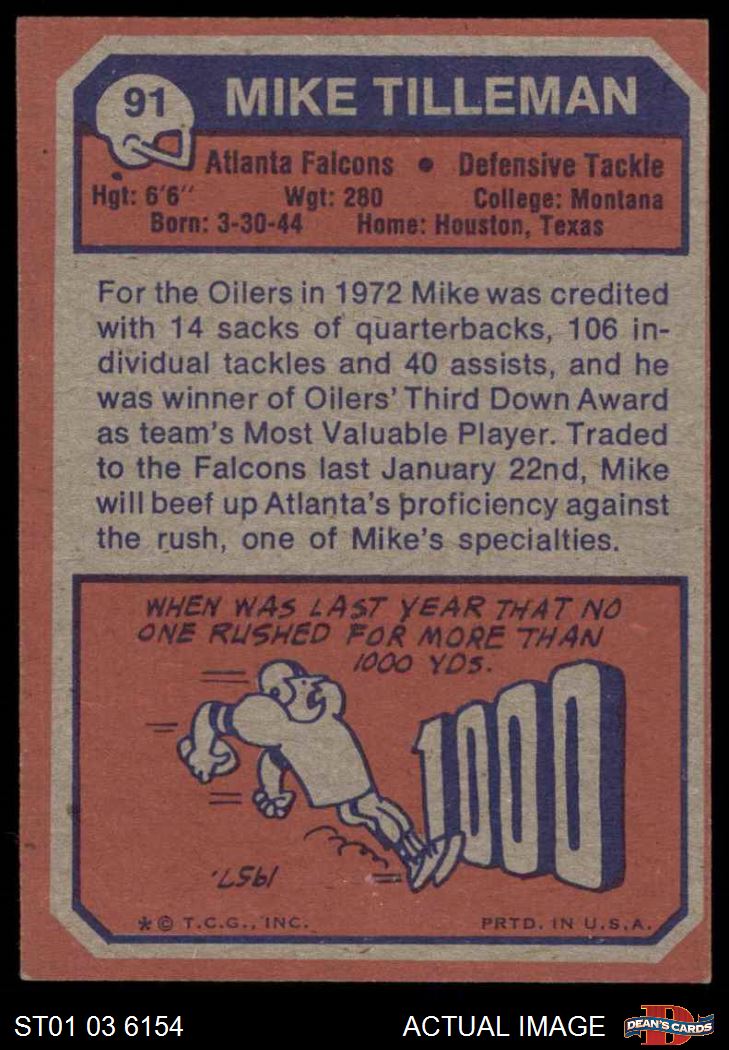 91
MIKE TILLEMAN
Atlanta Falcons • Defensive Tackle
Hgt: 6'6" Wgt: 280 College: Montana
Born: 3-30-44 Home: Houston, Texas
For the Oilers in 1972 Mike was credited
with 14 sacks of quarterbacks, 106 in-
dividual tackles and 40 assists, and he
was winner of Oilers' Third Down Award
as team's Most Valuable Player. Traded
to the Falcons last January 22nd, Mike
will beef up Atlanta's proficiency against
the rush, one of Mike's specialties.
WHEN WAS LAST YEAR THAT NO
ONE RUSHED FOR MORE THAN
1000 YDS.
1000
1957.
* © T.C.G., INC. PRTD. IN U.S.A.
ST01 03 6154 ACTUAL IMAGE DEAN'S CARDS